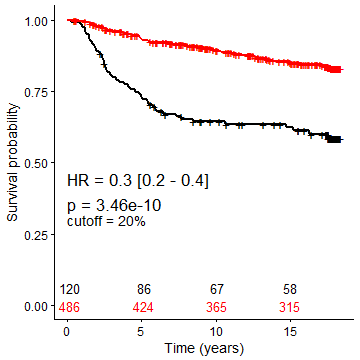 Survival probability
1.00
0.75
0.50
0.25
0.00
HR = 0.3 [0.2 - 0.4]
p = 3.46e-10
cutoff = 20%
120 86 67 58
486 424 365 315
0 5 10 15
Time (years)